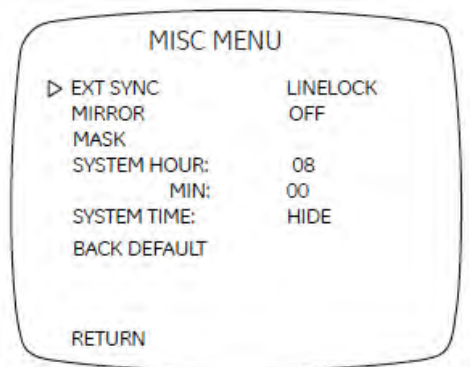 MISC MENU
EXT SYNC LINELOCK
MIRROR OFF
MASK
SYSTEM HOUR: 08
MIN: 00
SYSTEM TIME: HIDE
BACK DEFAULT
RETURN